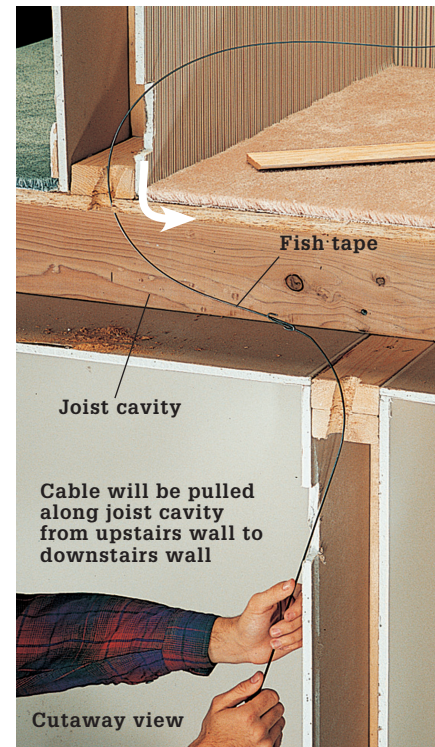 Fish tape
Joist cavity
Cable will be pulled
along joist cavity
from upstairs wall to
downstairs wall
Cutaway view